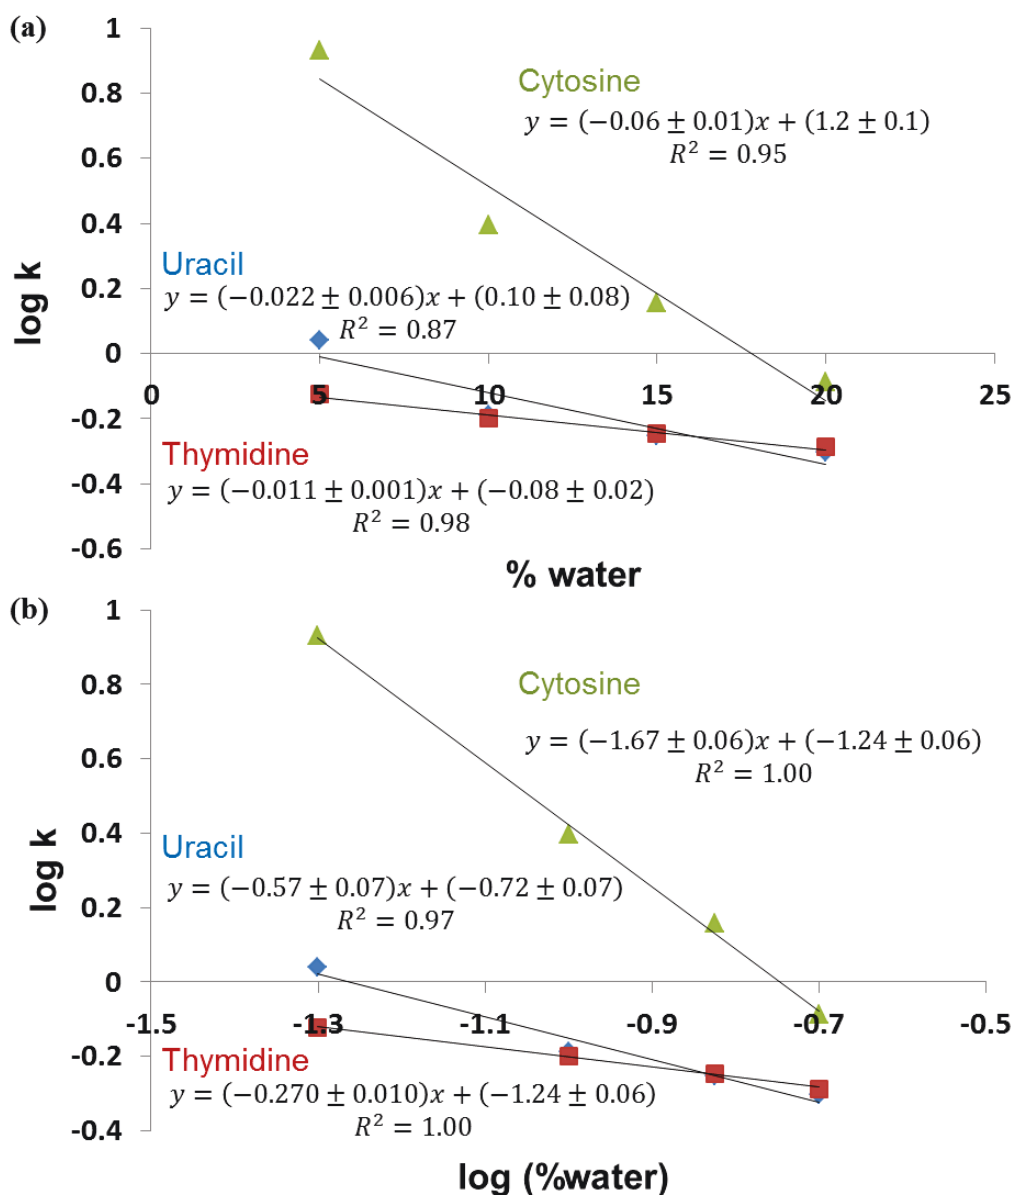 (a)
1
0.8
0.6
0.4
0.2
0
-0.2
-0.4
-0.6
log k
Cytosine
y = (−0.06 ± 0.01)x + (1.2 ± 0.1)
R² = 0.95
Uracil
y = (−0.022 ± 0.006)x + (0.10 ± 0.08)
R² = 0.87
0 5 10 15 20 25
Thymidine
y = (−0.011 ± 0.001)x + (−0.08 ± 0.02)
R² = 0.98
% water
(b)
1
0.8
0.6
0.4
0.2
0
-0.2
-0.4
log k
Cytosine
y = (−1.67 ± 0.06)x + (−1.24 ± 0.06)
R² = 1.00
Uracil
y = (−0.57 ± 0.07)x + (−0.72 ± 0.07)
R² = 0.97
-1.5 -1.3 -1.1 -0.9 -0.7 -0.5
Thymidine
y = (−0.270 ± 0.010)x + (−1.24 ± 0.06)
R² = 1.00
log (%water)